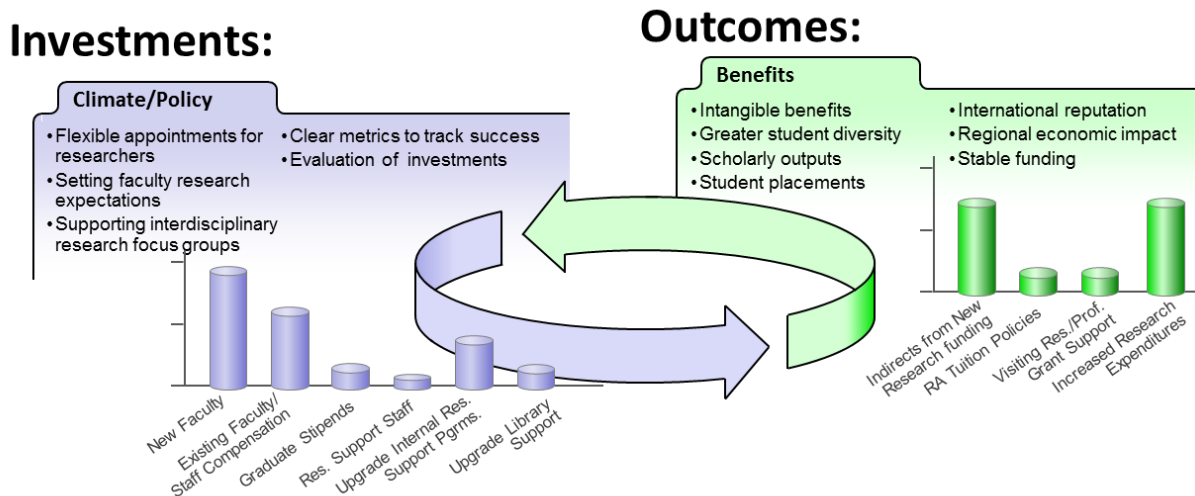 Investments:
Climate/Policy
•Flexible appointments for
researchers
•Setting faculty research
expectations
•Supporting interdisciplinary
research focus groups
•Clear metrics to track success
•Evaluation of investments
New Faculty
Existing Faculty/
Staff Compensation
Graduate Stipends
Res. Support Staff
Upgrade Internal Res.
Support Pgrms.
Upgrade Library
Support
Outcomes:
Benefits
•Intangible benefits
•Greater student diversity
•Scholarly outputs
•Student placements
•International reputation
•Regional economic impact
•Stable funding
Indirects from New
Research funding
RA Tuition Policies
Visiting Res./Prof.
Grant Support
Increased Research
Expenditures